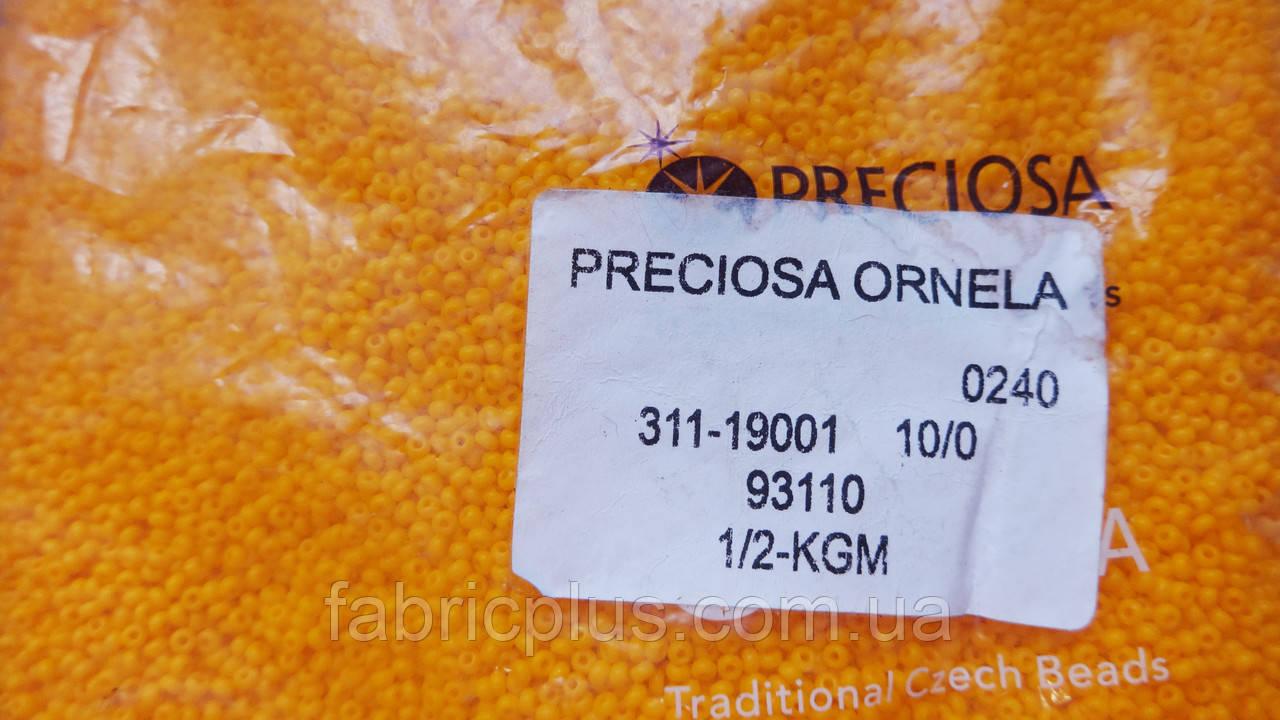 PRECIOSA
PRECIOSA ORNELA
s
0240
311-19001 10/0
93110
1/2-KGM
A
fabricplus.com.ua
Traditional Czech Beads